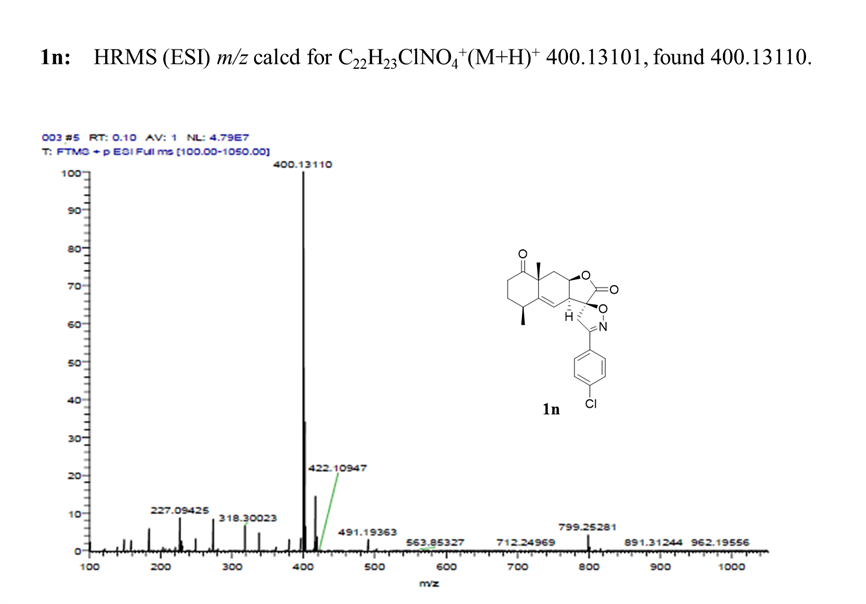 1n: HRMS (ESI) m/z calcd for C₂₂H₂₃ClNO₄⁺(M+H)⁺ 400.13101, found 400.13110.
003 #5 RT: 0.10 AV: 1 NL: 4.79E7
T: FTMS + p ESI Full ms [100.00-1050.00]
400.13110
100
90
80
70
60
50
40
30
20
10
0
422.10947
227.09425
318.30023
491.19363
563.85327
712.24969
799.25281
891.31244
962.19556
100 200 300 400 500 600 700 800 900 1000
m/z
O
O
O
H
O
N
Cl
1n